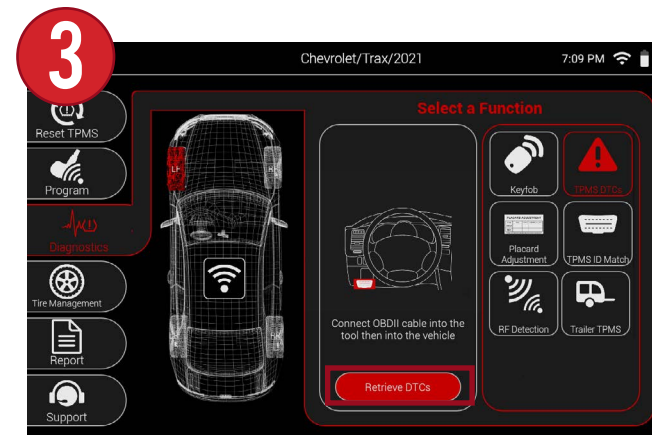 3
Chevrolet/Trax/2021
7:09 PM
Reset TPMS
Program
Diagnostics
Tire Management
Report
Support
LF
Select a Function
Connect OBDII cable into the
tool then into the vehicle
Retrieve DTCs
Keyfob
TPMS DTCs
PLACARD ADJUSTMENT
Placard
Adjustment
TPMS ID Match
RF Detection
Trailer TPMS